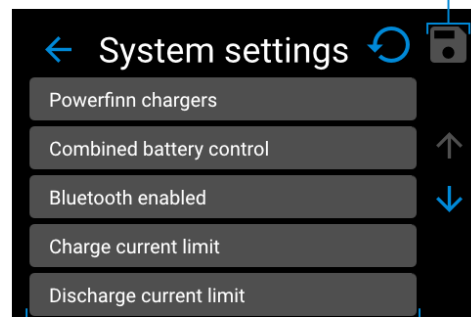 System settings
Powerfinn chargers
Combined battery control
Bluetooth enabled
Charge current limit
Discharge current limit